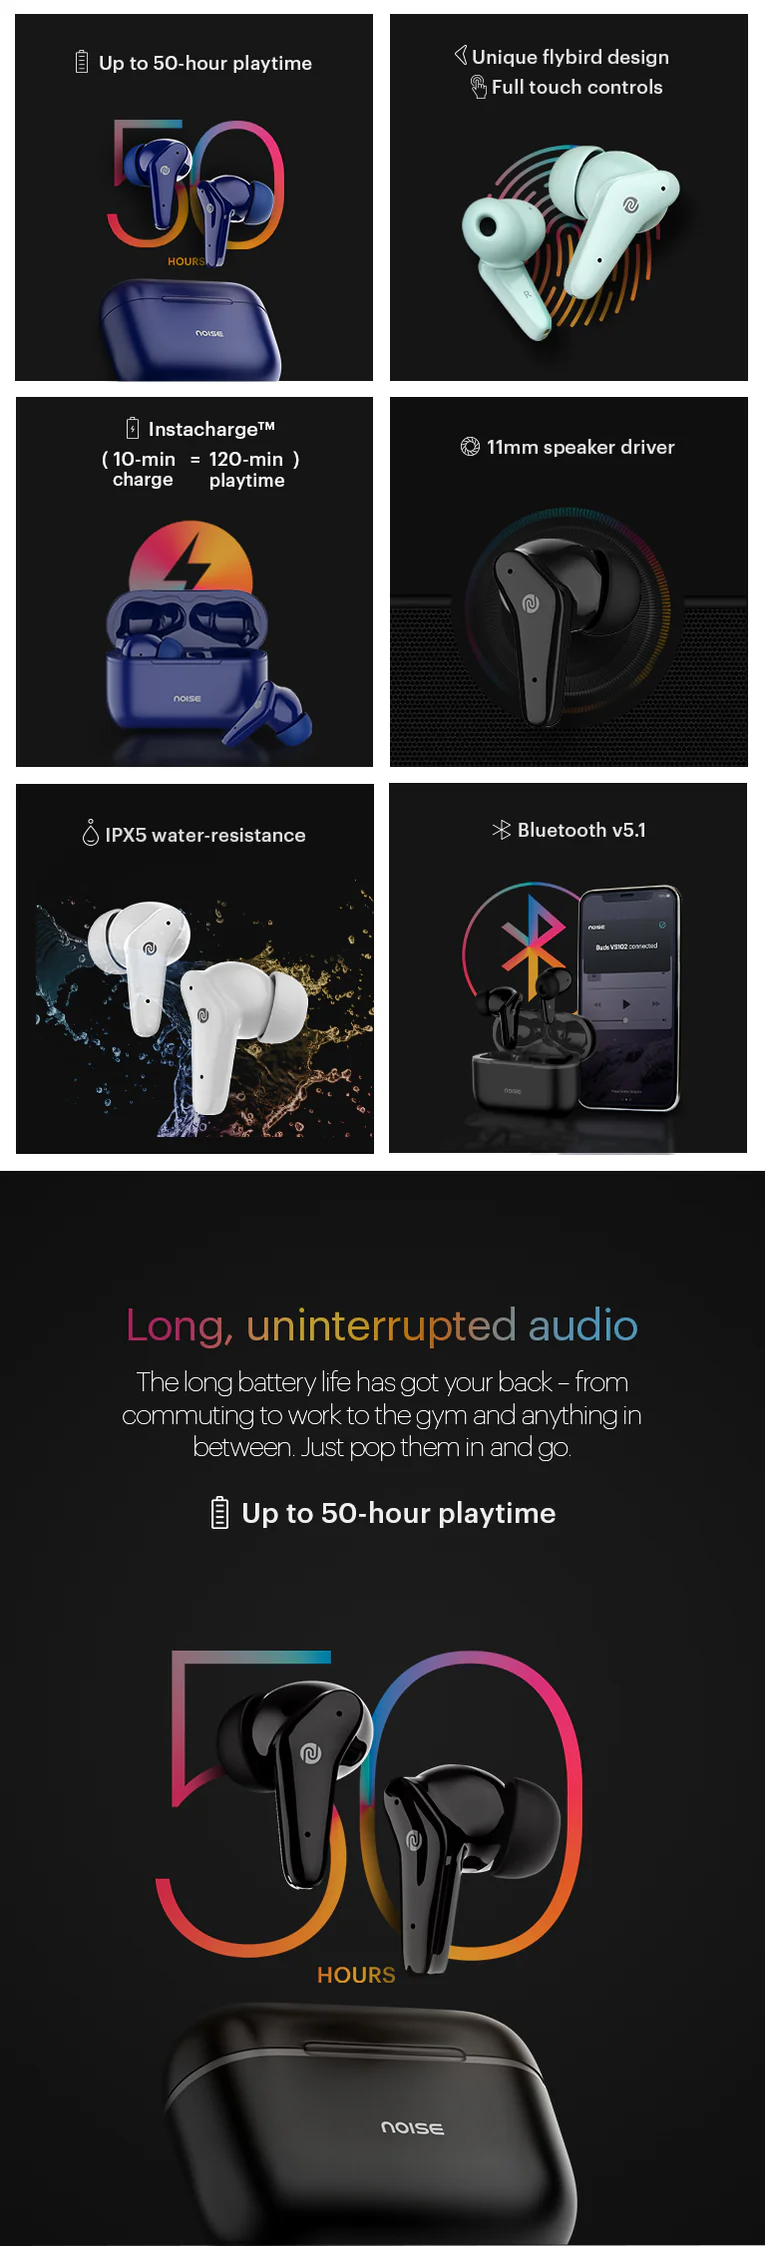 Up to 50-hour playtime
50
HOURS
NOISE
Unique flybird design
Full touch controls
R
Instacharge™
( 10-min = 120-min )
charge playtime
NOISE
11mm speaker driver
IPX5 water-resistance
Bluetooth v5.1
NOISE
Buds VS102 connected
NOISE
Long, uninterrupted audio
The long battery life has got your back – from
commuting to work to the gym and anything in
between. Just pop them in and go.
Up to 50-hour playtime
50
HOURS
NOISE